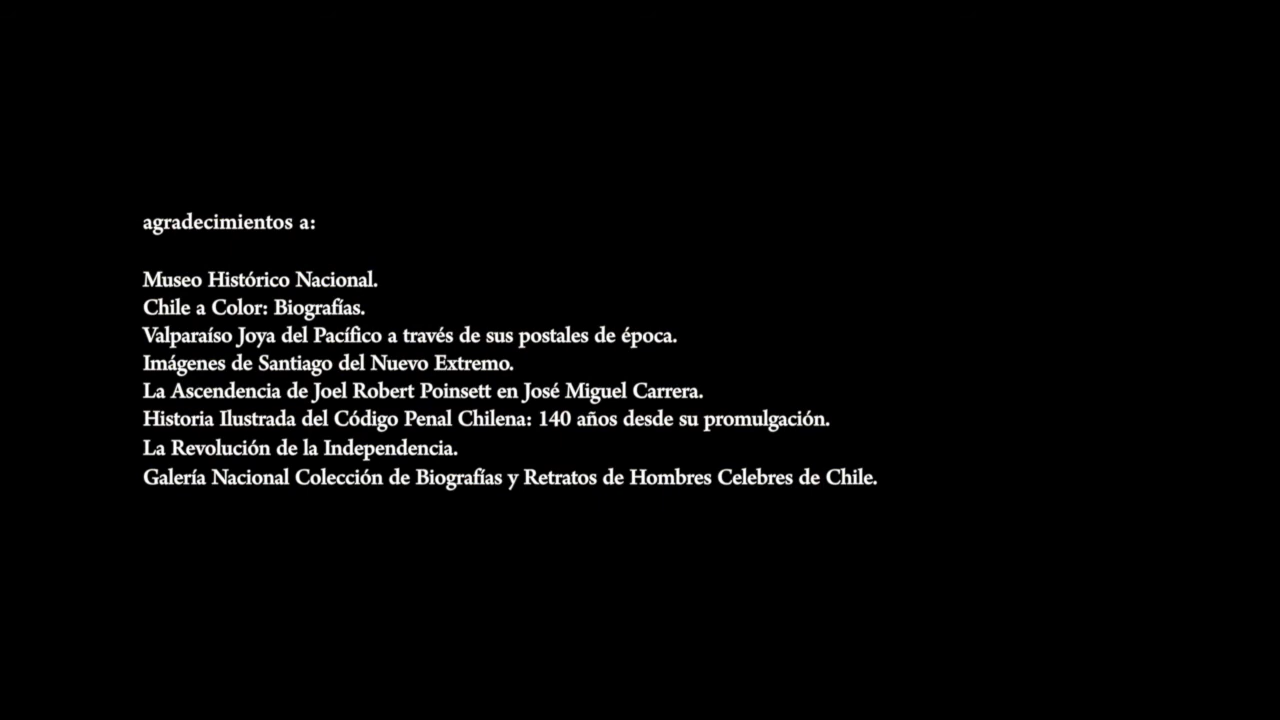 agradecimientos a:
Museo Histórico Nacional.
Chile a Color: Biografías.
Valparaíso Joya del Pacífico a través de sus postales de época.
Imágenes de Santiago del Nuevo Extremo.
La Ascendencia de Joel Robert Poinsett en José Miguel Carrera.
Historia Ilustrada del Código Penal Chilena: 140 años desde su promulgación.
La Revolución de la Independencia.
Galería Nacional Colección de Biografías y Retratos de Hombres Celebres de Chile.